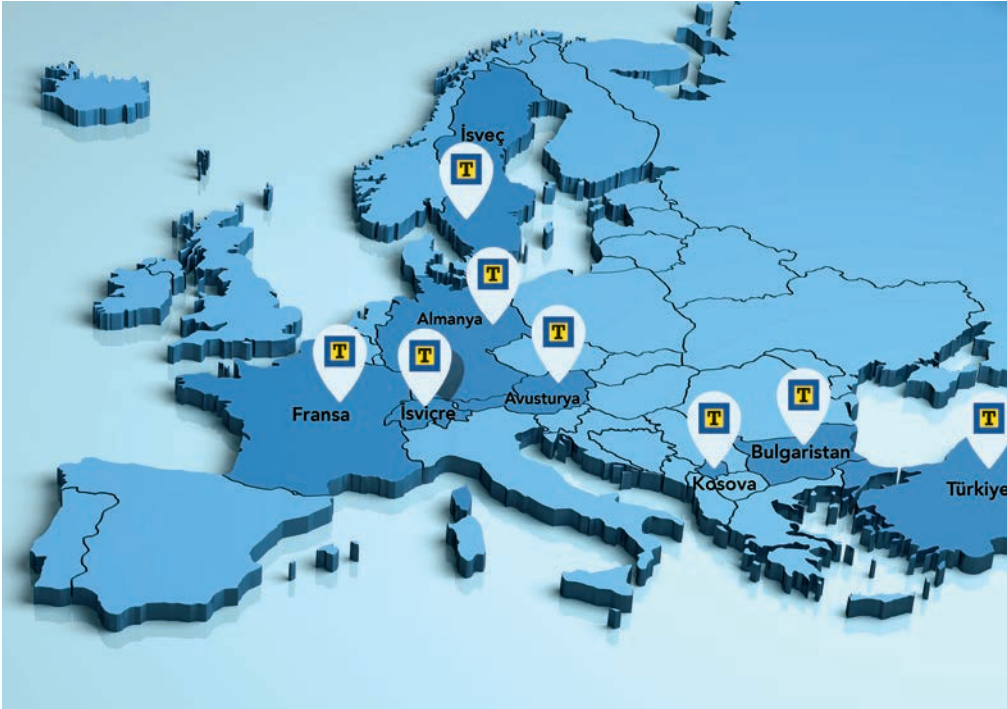 İsveç
T
T
Almanya
T
T
T
Fransa
İsviçre
Avusturya
T
T
T
Bulgaristan
Kosova
Türkiye